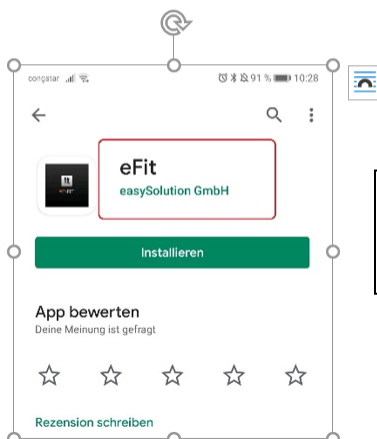 congstar 91 % 10:28
eFit
easySolution GmbH
Installieren
App bewerten
Deine Meinung ist gefragt
Rezension schreiben